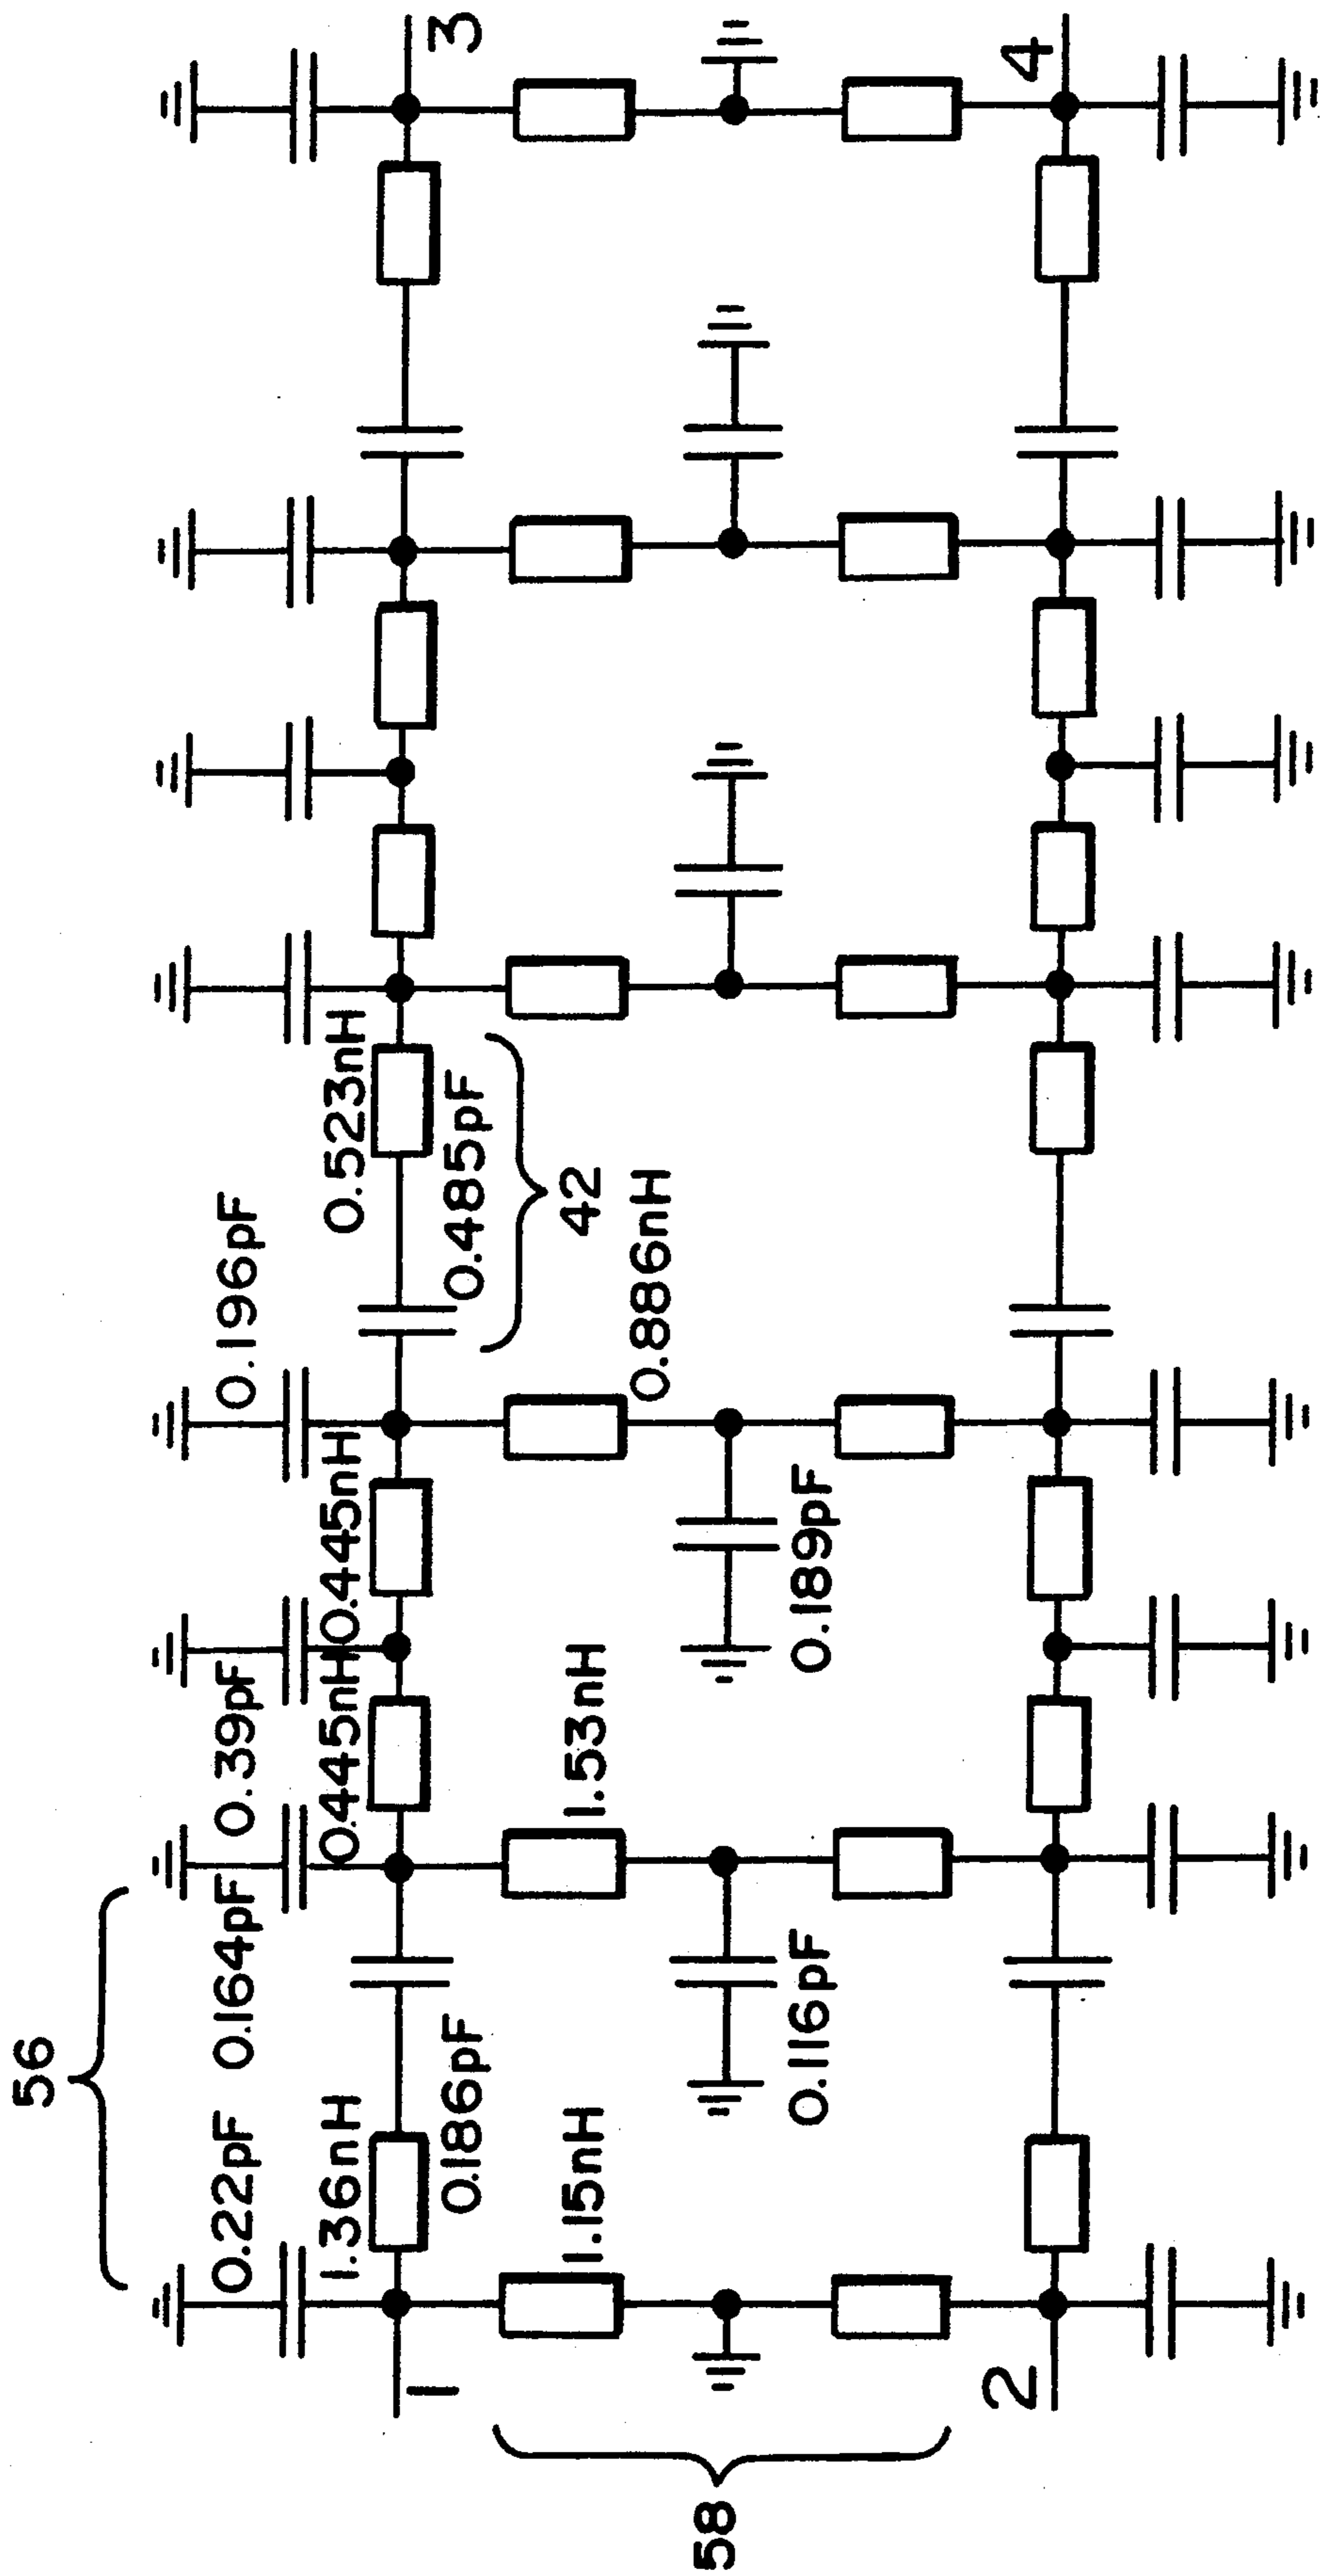 56
0.22pF 0.164pF 0.39pF 0.196pF
1.36nH 0.445nH 0.445nH 0.523nH
1 3
0.186pF 0.485pF
42
1.15nH 1.53nH 0.886nH
58
0.116pF 0.189pF
2 4